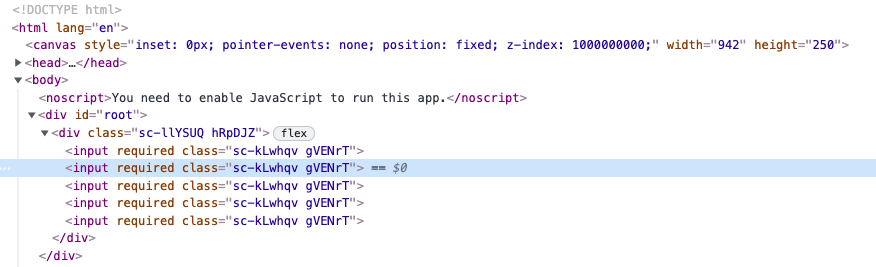 <!DOCTYPE html>
<html lang="en">
<canvas style="inset: 0px; pointer-events: none; position: fixed; z-index: 1000000000;" width="942" height="250">
▶<head>…</head>
▼<body>
<noscript>You need to enable JavaScript to run this app.</noscript>
▼<div id="root">
▼<div class="sc-llYSUQ hRpDJZ"> flex
<input required class="sc-kLwhqv gVENrT">
… <input required class="sc-kLwhqv gVENrT"> == $0
<input required class="sc-kLwhqv gVENrT">
<input required class="sc-kLwhqv gVENrT">
<input required class="sc-kLwhqv gVENrT">
</div>
</div>